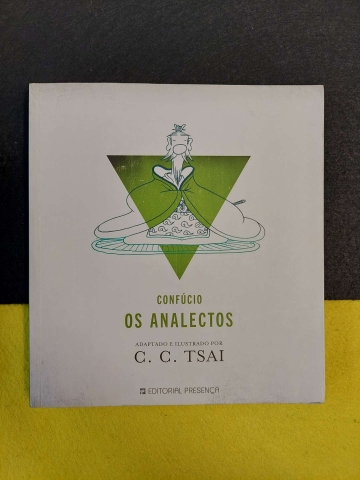 CONFÚCIO
OS ANALECTOS
ADAPTADO E ILUSTRADO POR
C. C. TSAI
EDITORIAL PRESENÇA